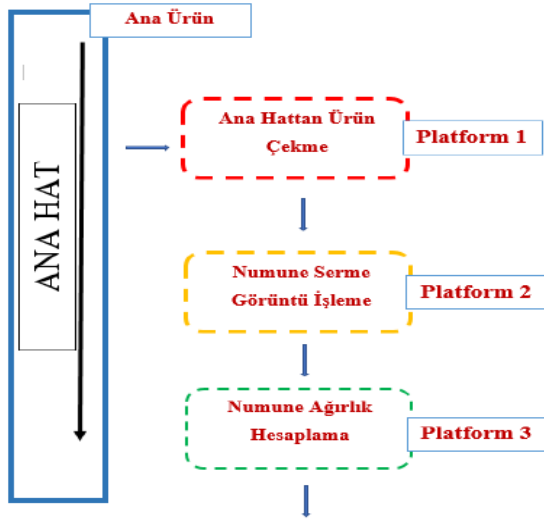 Ana Ürün
ANA HAT
Ana Hattan Ürün
Çekme
Platform 1
Numune Serme
Görüntü İşleme
Platform 2
Numune Ağırlık
Hesaplama
Platform 3